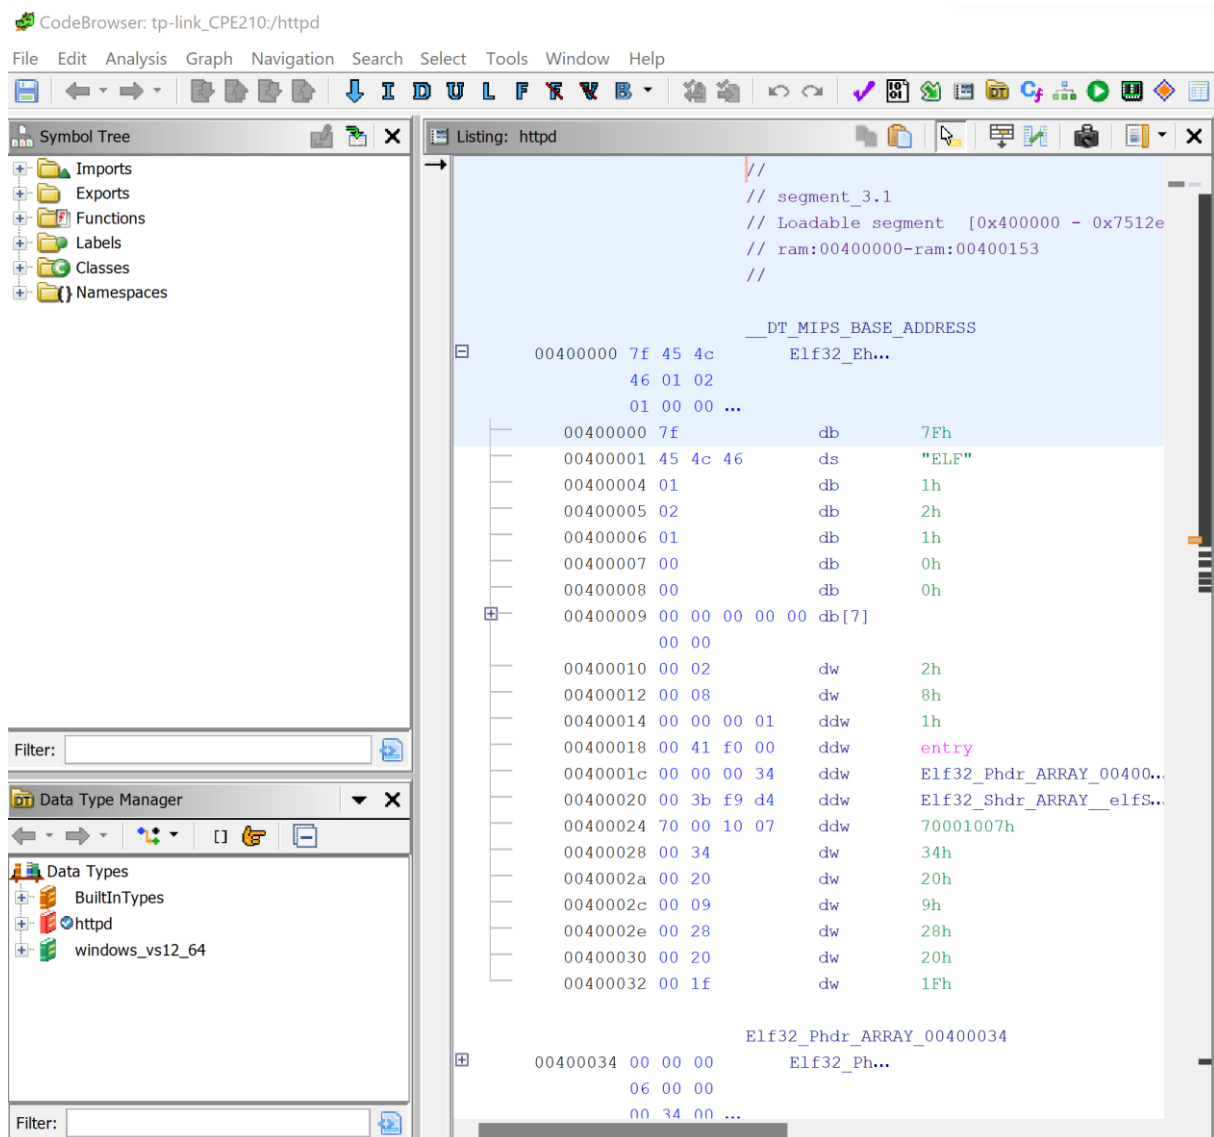 CodeBrowser: tp-link_CPE210:/httpd
File Edit Analysis Graph Navigation Search Select Tools Window Help
I D U L F F V B
Symbol Tree
Imports
Exports
Functions
Labels
Classes
Namespaces
Filter:
Data Type Manager
Data Types
BuiltInTypes
httpd
windows_vs12_64
Filter:
Listing: httpd
//
// segment_3.1
// Loadable segment [0x400000 - 0x7512e
// ram:00400000-ram:00400153
//
__DT_MIPS_BASE_ADDRESS
00400000 7f 45 4c Elf32_Eh...
46 01 02
01 00 00 ...
00400000 7f db 7Fh
00400001 45 4c 46 ds "ELF"
00400004 01 db 1h
00400005 02 db 2h
00400006 01 db 1h
00400007 00 db 0h
00400008 00 db 0h
00400009 00 00 00 00 00 db[7]
00 00
00400010 00 02 dw 2h
00400012 00 08 dw 8h
00400014 00 00 00 01 ddw 1h
00400018 00 41 f0 00 ddw entry
0040001c 00 00 00 34 ddw Elf32_Phdr_ARRAY_00400...
00400020 00 3b f9 d4 ddw Elf32_Shdr_ARRAY__elfS...
00400024 70 00 10 07 ddw 70001007h
00400028 00 34 dw 34h
0040002a 00 20 dw 20h
0040002c 00 09 dw 9h
0040002e 00 28 dw 28h
00400030 00 20 dw 20h
00400032 00 1f dw 1Fh
Elf32_Phdr_ARRAY_00400034
00400034 00 00 00 Elf32_Ph...
06 00 00
00 34 00 ...